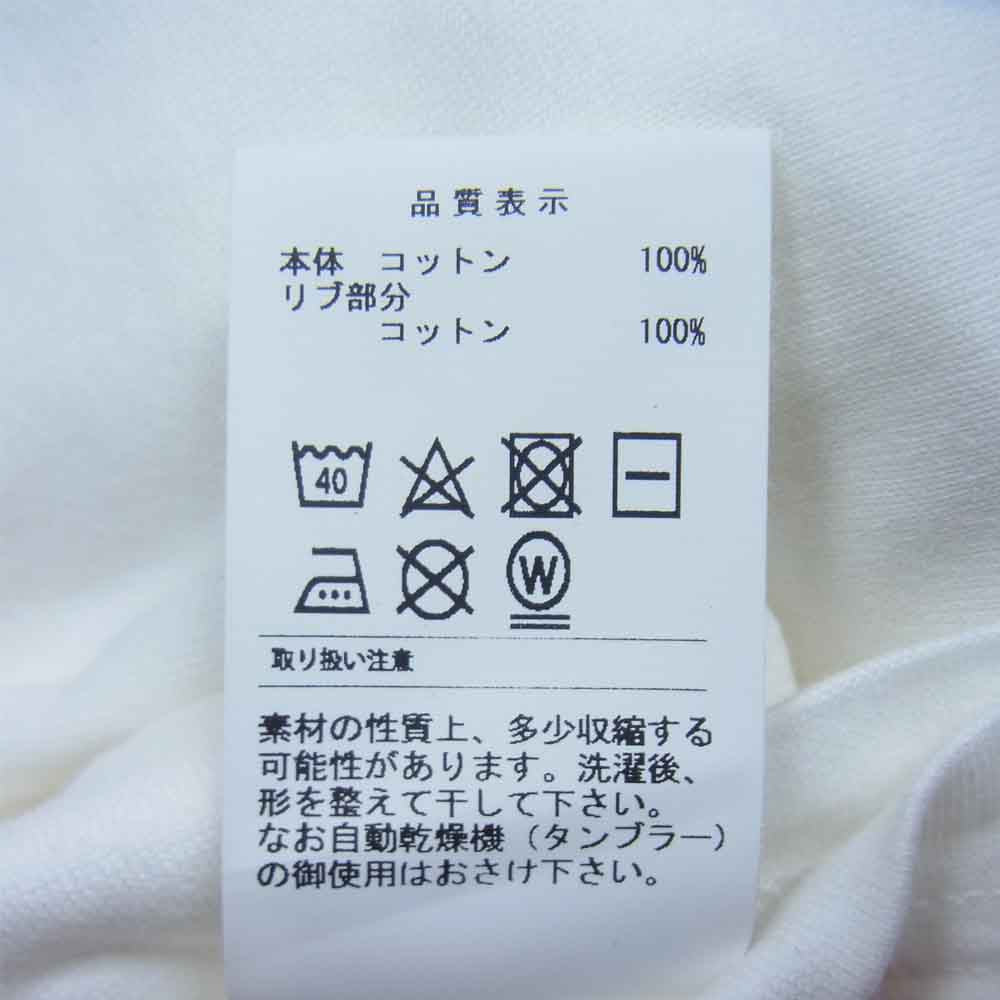 品質表示
本体 コットン 100%
リブ部分
コットン 100%
40
W
取り扱い注意
素材の性質上、多少収縮する
可能性があります。洗濯後、
形を整えて干して下さい。
なお自動乾燥機（タンブラー）
の御使用はおさけ下さい。